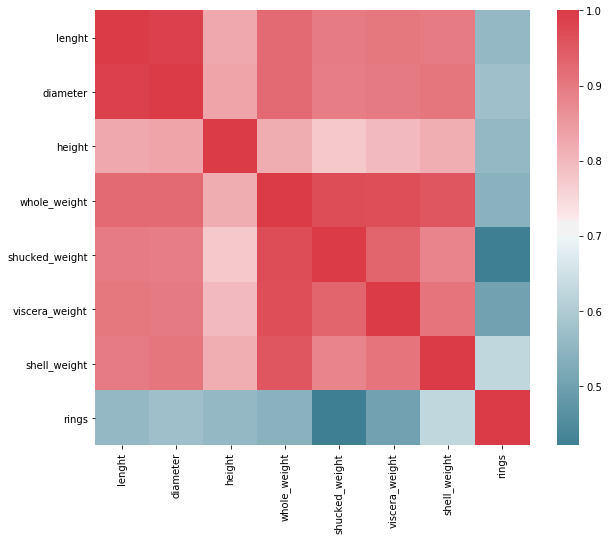 lenght
diameter
height
whole_weight
shucked_weight
viscera_weight
shell_weight
rings
lenght
diameter
height
whole_weight
shucked_weight
viscera_weight
shell_weight
rings
1.0
0.9
0.8
0.7
0.6
0.5